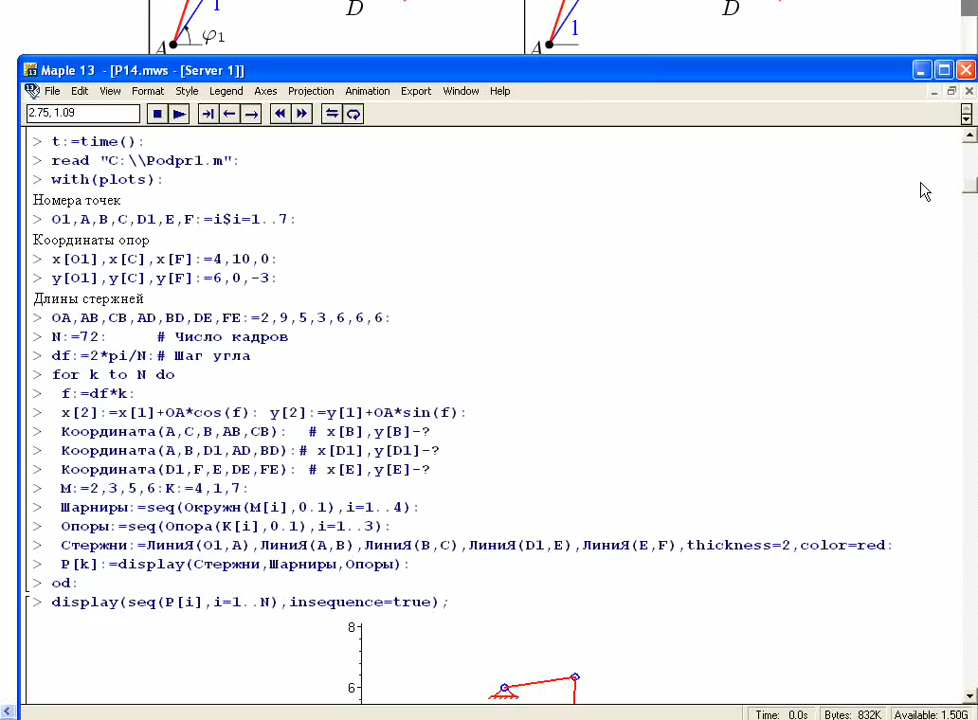 1
D
D
φ1
1
A
A
Maple 13 - [P14.mws - [Server 1]]
File Edit View Format Style Legend Axes Projection Animation Export Window Help
2.75, 1.09
> t:=time():
> read "C:\\Podpr1.m":
> with(plots):
Номера точек
> O1,A,B,C,D1,E,F:=i$i=1..7:
Координаты опор
> x[O1],x[C],x[F]:=4,10,0:
> y[O1],y[C],y[F]:=6,0,-3:
Длины стержней
> OA,AB,CB,AD,BD,DE,FE:=2,9,5,3,6,6,6:
> N:=72: # Число кадров
> df:=2*pi/N:# Шаг угла
> for k to N do
> f:=df*k:
> x[2]:=x[1]+OA*cos(f): y[2]:=y[1]+OA*sin(f):
> Координата(A,C,B,AB,CB): # x[B],y[B]-?
> Координата(A,B,D1,AD,BD):# x[D1],y[D1]-?
> Координата(D1,F,E,DE,FE): # x[E],y[E]-?
> M:=2,3,5,6:K:=4,1,7:
> Шарниры:=seq(Окружн(M[i],0.1),i=1..4):
> Опоры:=seq(Опора(K[i],0.1),i=1..3):
> Стержни:=ЛиниЯ(O1,A),ЛиниЯ(A,B),ЛиниЯ(B,C),ЛиниЯ(D1,E),ЛиниЯ(E,F),thickness=2,color=red:
> P[k]:=display(Стержни,Шарниры,Опоры):
> od:
> display(seq(P[i],i=1..N),insequence=true);
8
6
Time: 0.0s Bytes: 832K Available: 1.50G